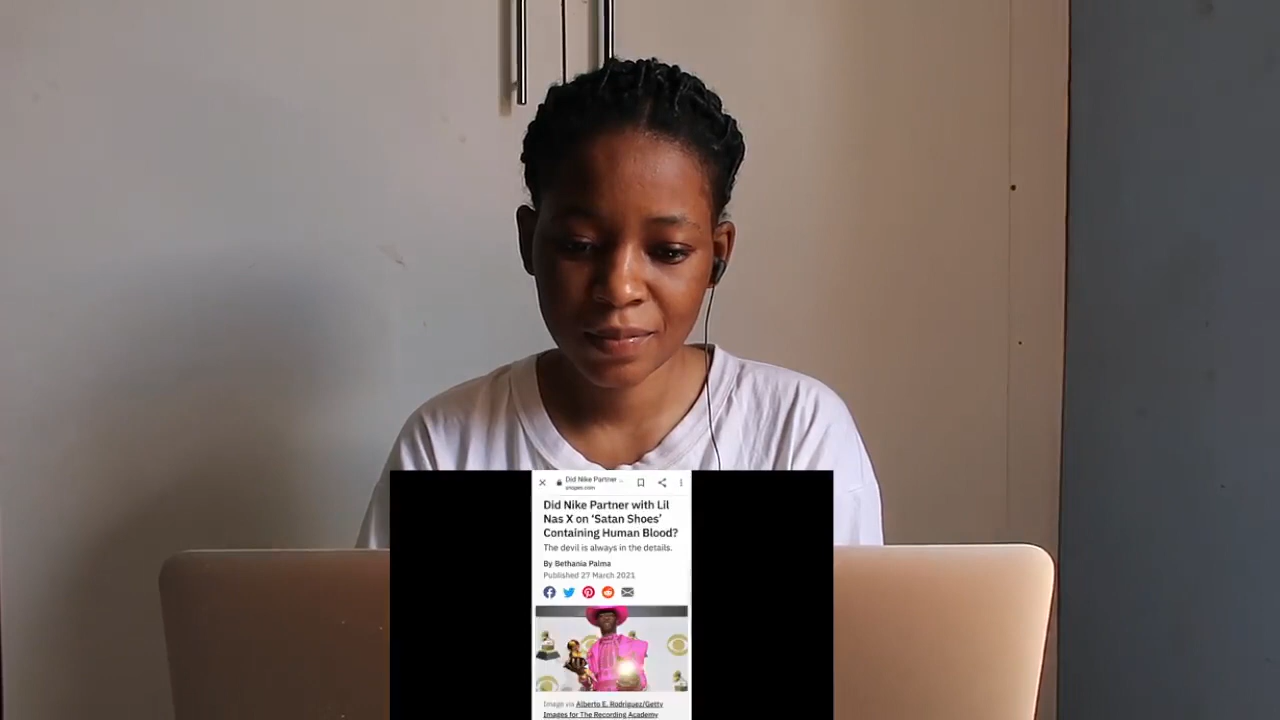 Did Nike Partner ...
snopes.com
Did Nike Partner with Lil
Nas X on ‘Satan Shoes’
Containing Human Blood?
The devil is always in the details.
By Bethania Palma
Published 27 March 2021
Image via Alberto E. Rodriguez/Getty
Images for The Recording Academy